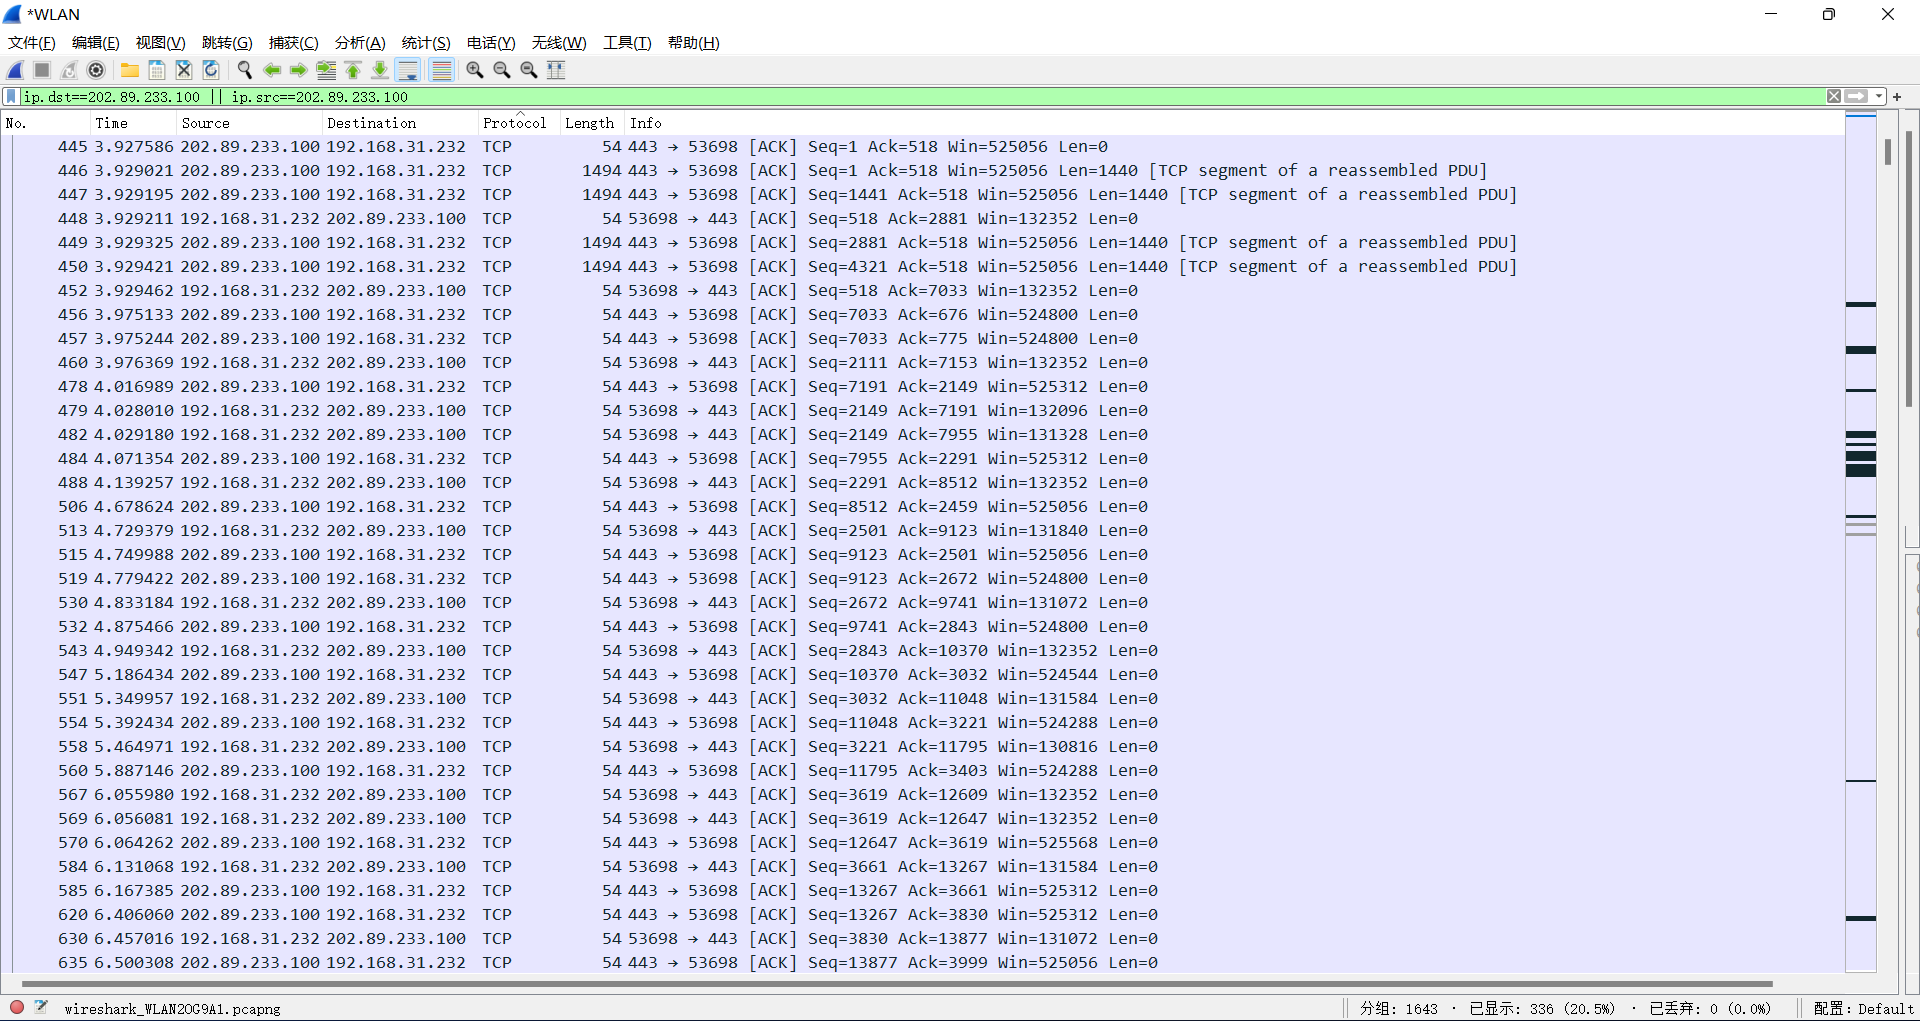 *WLAN
文件(F) 编辑(E) 视图(V) 跳转(G) 捕获(C) 分析(A) 统计(S) 电话(Y) 无线(W) 工具(T) 帮助(H)
ip.dst==202.89.233.100 || ip.src==202.89.233.100
No. Time Source Destination Protocol Length Info
445 3.927586 202.89.233.100 192.168.31.232 TCP 54 443 → 53698 [ACK] Seq=1 Ack=518 Win=525056 Len=0
446 3.929021 202.89.233.100 192.168.31.232 TCP 1494 443 → 53698 [ACK] Seq=1 Ack=518 Win=525056 Len=1440 [TCP segment of a reassembled PDU]
447 3.929195 202.89.233.100 192.168.31.232 TCP 1494 443 → 53698 [ACK] Seq=1441 Ack=518 Win=525056 Len=1440 [TCP segment of a reassembled PDU]
448 3.929211 192.168.31.232 202.89.233.100 TCP 54 53698 → 443 [ACK] Seq=518 Ack=2881 Win=132352 Len=0
449 3.929325 202.89.233.100 192.168.31.232 TCP 1494 443 → 53698 [ACK] Seq=2881 Ack=518 Win=525056 Len=1440 [TCP segment of a reassembled PDU]
450 3.929421 202.89.233.100 192.168.31.232 TCP 1494 443 → 53698 [ACK] Seq=4321 Ack=518 Win=525056 Len=1440 [TCP segment of a reassembled PDU]
452 3.929462 192.168.31.232 202.89.233.100 TCP 54 53698 → 443 [ACK] Seq=518 Ack=7033 Win=132352 Len=0
456 3.975133 202.89.233.100 192.168.31.232 TCP 54 443 → 53698 [ACK] Seq=7033 Ack=676 Win=524800 Len=0
457 3.975244 202.89.233.100 192.168.31.232 TCP 54 443 → 53698 [ACK] Seq=7033 Ack=775 Win=524800 Len=0
460 3.976369 192.168.31.232 202.89.233.100 TCP 54 53698 → 443 [ACK] Seq=2111 Ack=7153 Win=132352 Len=0
478 4.016989 202.89.233.100 192.168.31.232 TCP 54 443 → 53698 [ACK] Seq=7191 Ack=2149 Win=525312 Len=0
479 4.028010 192.168.31.232 202.89.233.100 TCP 54 53698 → 443 [ACK] Seq=2149 Ack=7191 Win=132096 Len=0
482 4.029180 192.168.31.232 202.89.233.100 TCP 54 53698 → 443 [ACK] Seq=2149 Ack=7955 Win=131328 Len=0
484 4.071354 202.89.233.100 192.168.31.232 TCP 54 443 → 53698 [ACK] Seq=7955 Ack=2291 Win=525312 Len=0
488 4.139257 192.168.31.232 202.89.233.100 TCP 54 53698 → 443 [ACK] Seq=2291 Ack=8512 Win=132352 Len=0
506 4.678624 202.89.233.100 192.168.31.232 TCP 54 443 → 53698 [ACK] Seq=8512 Ack=2459 Win=525056 Len=0
513 4.729379 192.168.31.232 202.89.233.100 TCP 54 53698 → 443 [ACK] Seq=2501 Ack=9123 Win=131840 Len=0
515 4.749988 202.89.233.100 192.168.31.232 TCP 54 443 → 53698 [ACK] Seq=9123 Ack=2501 Win=525056 Len=0
519 4.779422 202.89.233.100 192.168.31.232 TCP 54 443 → 53698 [ACK] Seq=9123 Ack=2672 Win=524800 Len=0
530 4.833184 192.168.31.232 202.89.233.100 TCP 54 53698 → 443 [ACK] Seq=2672 Ack=9741 Win=131072 Len=0
532 4.875466 202.89.233.100 192.168.31.232 TCP 54 443 → 53698 [ACK] Seq=9741 Ack=2843 Win=524800 Len=0
543 4.949342 192.168.31.232 202.89.233.100 TCP 54 53698 → 443 [ACK] Seq=2843 Ack=10370 Win=132352 Len=0
547 5.186434 202.89.233.100 192.168.31.232 TCP 54 443 → 53698 [ACK] Seq=10370 Ack=3032 Win=524544 Len=0
551 5.349957 192.168.31.232 202.89.233.100 TCP 54 53698 → 443 [ACK] Seq=3032 Ack=11048 Win=131584 Len=0
554 5.392434 202.89.233.100 192.168.31.232 TCP 54 443 → 53698 [ACK] Seq=11048 Ack=3221 Win=524288 Len=0
558 5.464971 192.168.31.232 202.89.233.100 TCP 54 53698 → 443 [ACK] Seq=3221 Ack=11795 Win=130816 Len=0
560 5.887146 202.89.233.100 192.168.31.232 TCP 54 443 → 53698 [ACK] Seq=11795 Ack=3403 Win=524288 Len=0
567 6.055980 192.168.31.232 202.89.233.100 TCP 54 53698 → 443 [ACK] Seq=3619 Ack=12609 Win=132352 Len=0
569 6.056081 192.168.31.232 202.89.233.100 TCP 54 53698 → 443 [ACK] Seq=3619 Ack=12647 Win=132352 Len=0
570 6.064262 202.89.233.100 192.168.31.232 TCP 54 443 → 53698 [ACK] Seq=12647 Ack=3619 Win=525568 Len=0
584 6.131068 192.168.31.232 202.89.233.100 TCP 54 53698 → 443 [ACK] Seq=3661 Ack=13267 Win=131584 Len=0
585 6.167385 202.89.233.100 192.168.31.232 TCP 54 443 → 53698 [ACK] Seq=13267 Ack=3661 Win=525312 Len=0
620 6.406060 202.89.233.100 192.168.31.232 TCP 54 443 → 53698 [ACK] Seq=13267 Ack=3830 Win=525312 Len=0
630 6.457016 192.168.31.232 202.89.233.100 TCP 54 53698 → 443 [ACK] Seq=3830 Ack=13877 Win=131072 Len=0
635 6.500308 202.89.233.100 192.168.31.232 TCP 54 443 → 53698 [ACK] Seq=13877 Ack=3999 Win=525056 Len=0
wireshark_WLAN2OG9A1.pcapng 分组: 1643 · 已显示: 336 (20.5%) · 已丢弃: 0 (0.0%) 配置: Default